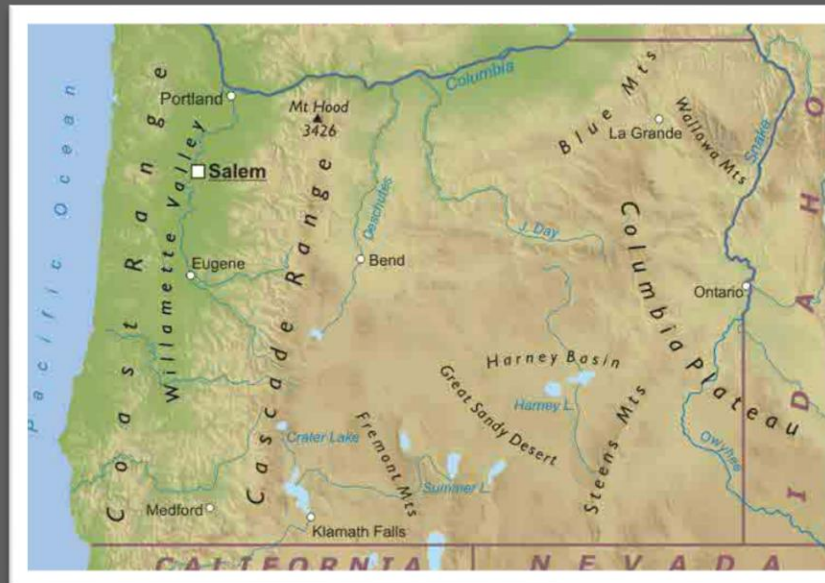 Pacific Ocean
Coast Range
Willamette Valley
Cascade Range
Portland
Mt Hood
3426
Columbia
Blue Mts
La Grande
Wallowa Mts
Snake
IDAHO
Salem
Deschutes
J. Day
Eugene
Bend
Columbia Plateau
Ontario
Harney Basin
Harney L.
Great Sandy Desert
Steens Mts
Owyhee
Crater Lake
Fremont Mts
Summer L.
Medford
Klamath Falls
CALIFORNIA
NEVADA